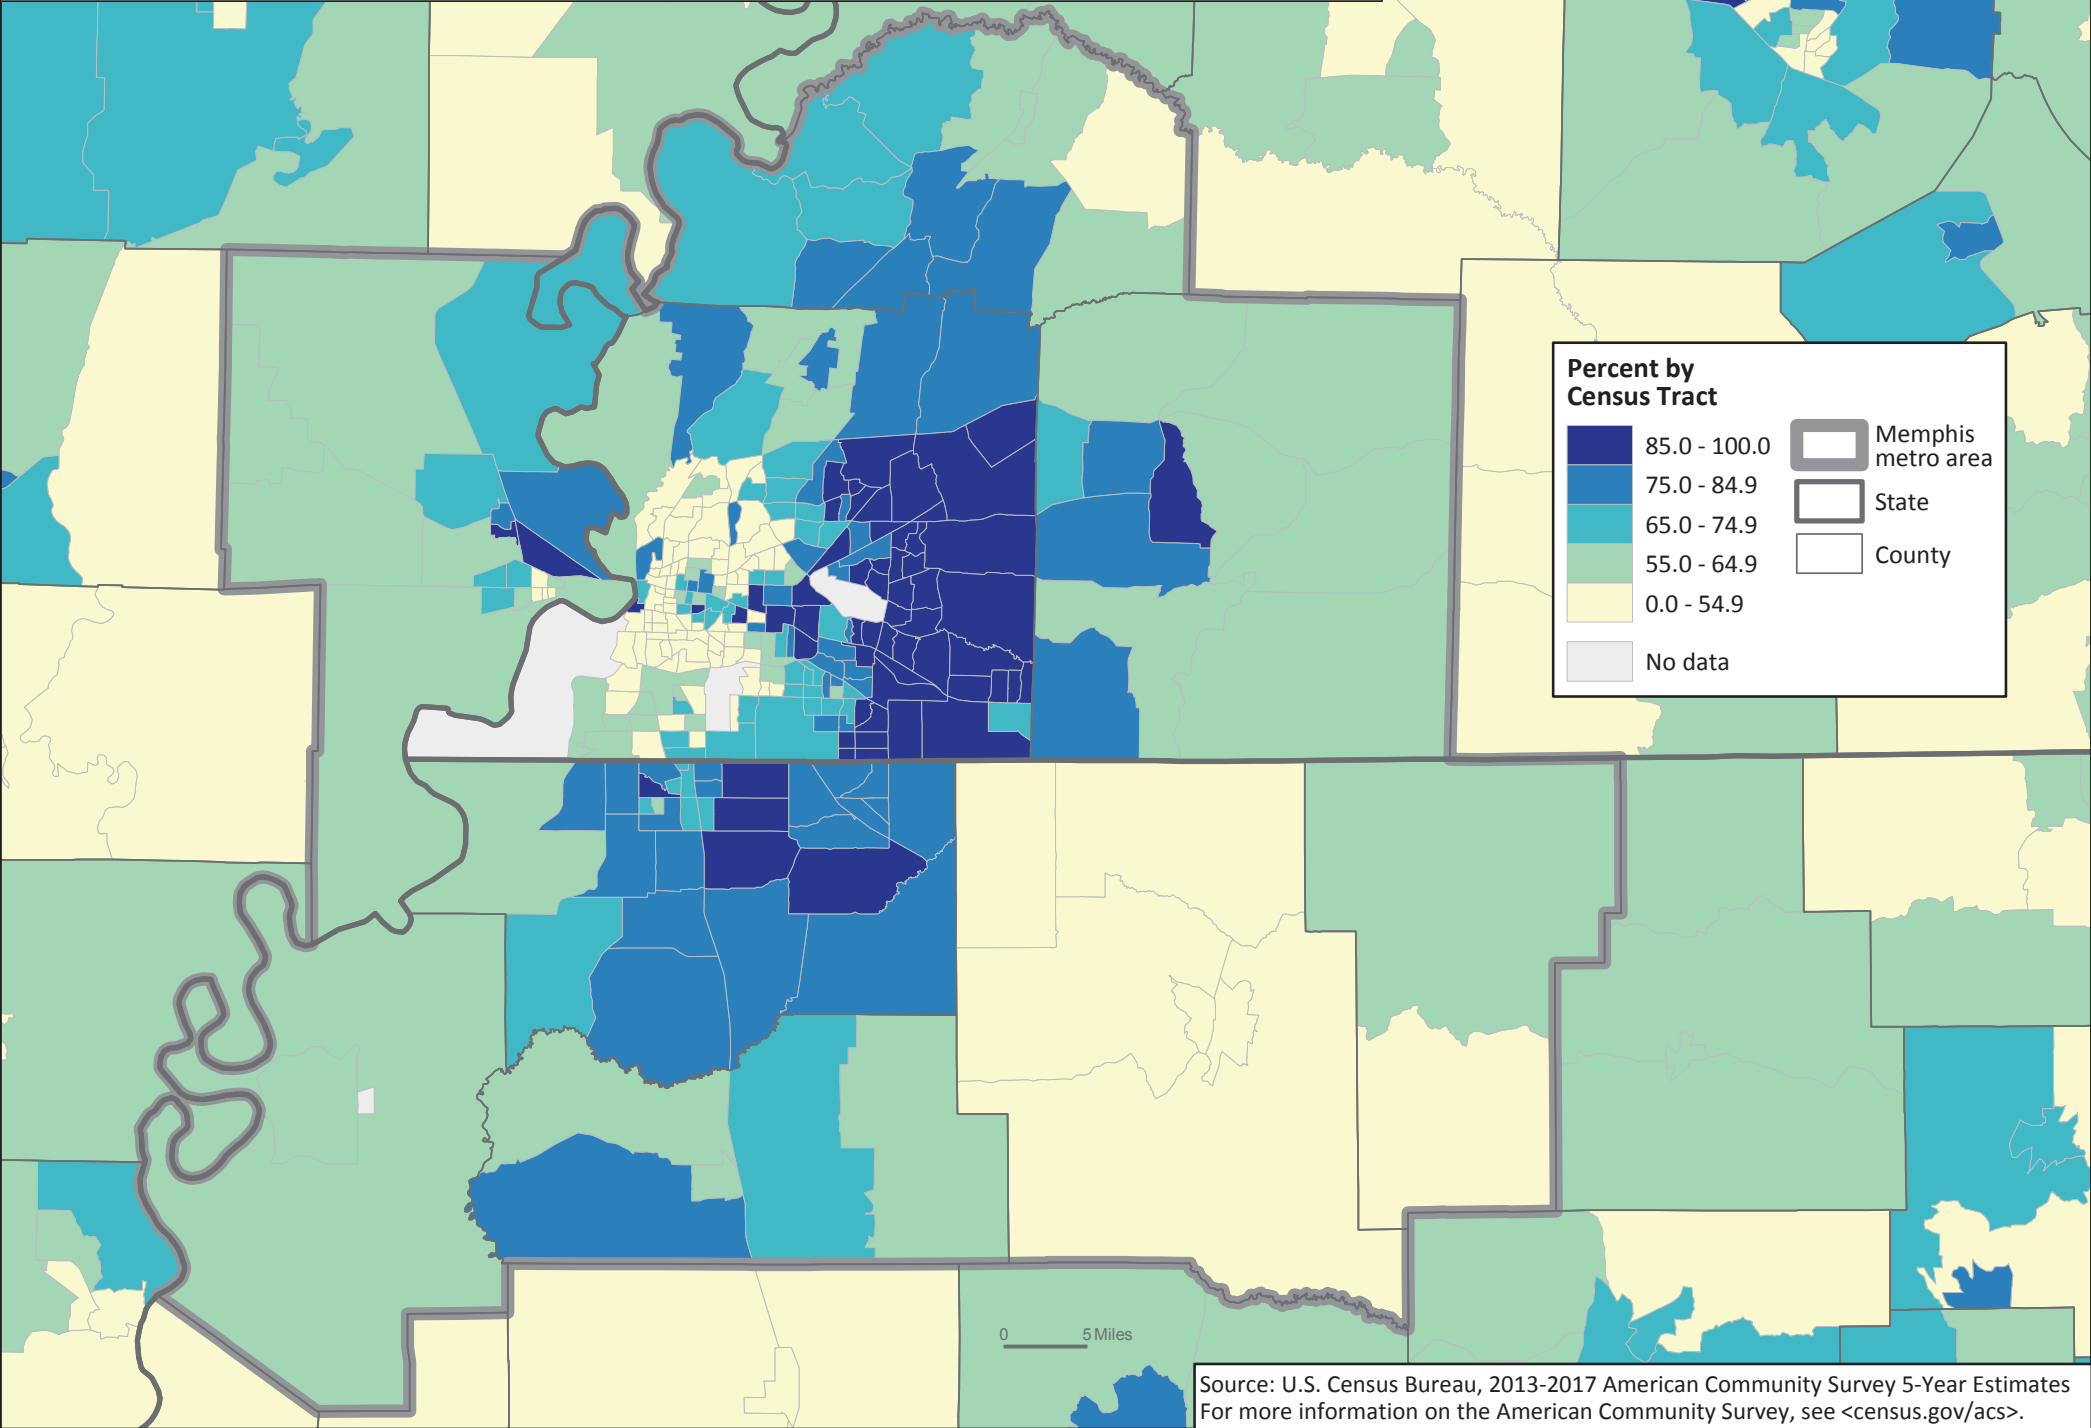 Percent by
Census Tract
85.0 - 100.0
75.0 - 84.9
65.0 - 74.9
55.0 - 64.9
0.0 - 54.9
No data
Memphis
metro area
State
County
0 5 Miles
Source: U.S. Census Bureau, 2013-2017 American Community Survey 5-Year Estimates
For more information on the American Community Survey, see <census.gov/acs>.